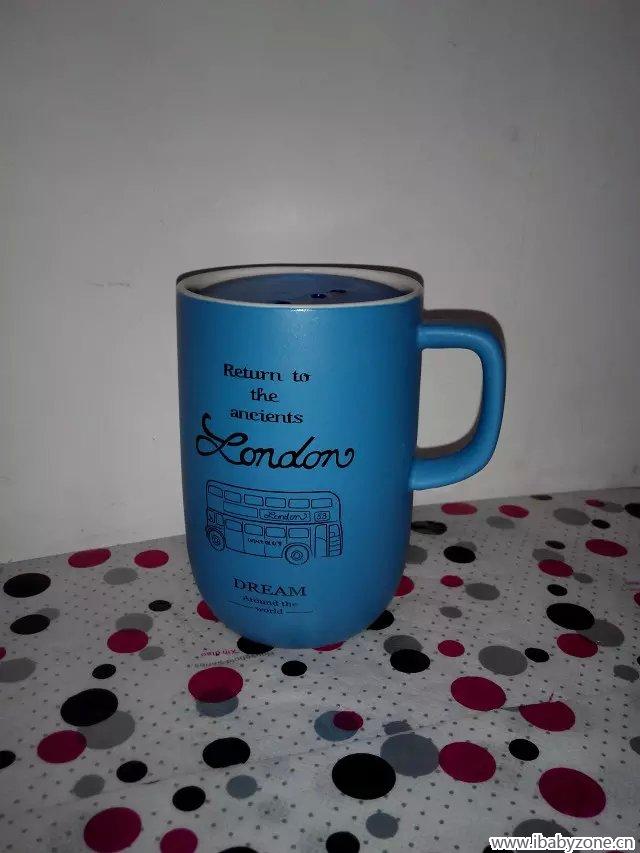 Return to
the
ancients
London
London
DREAM
Around the
world
www.ibabyzone.cn